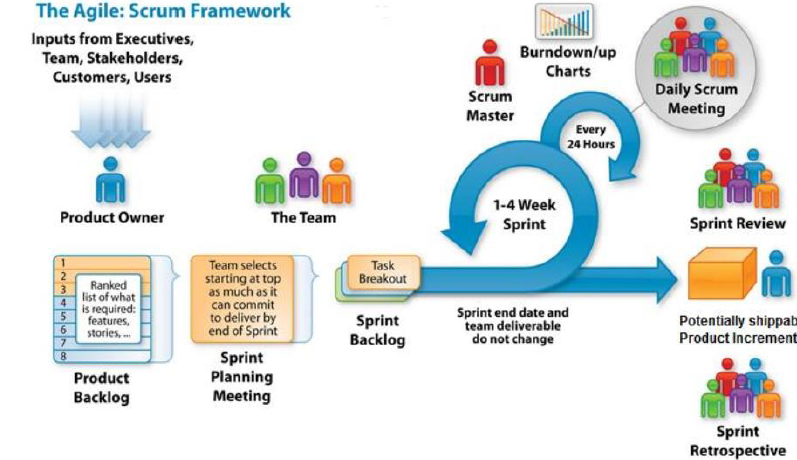 The Agile: Scrum Framework
Inputs from Executives,
Team, Stakeholders,
Customers, Users
Product Owner
The Team
Scrum
Master
Burndown/up
Charts
Daily Scrum
Meeting
Every
24 Hours
1-4 Week
Sprint
Sprint Review
1
2
3
4
5
6
7
8
Ranked
list of what
is required:
features,
stories, ...
Product
Backlog
Team selects
starting at top
as much as it
can commit
to deliver by
end of Sprint
Sprint
Planning
Meeting
Task
Breakout
Sprint
Backlog
Sprint end date and
team deliverable
do not change
Potentially shippab
Product Increment
Sprint
Retrospective